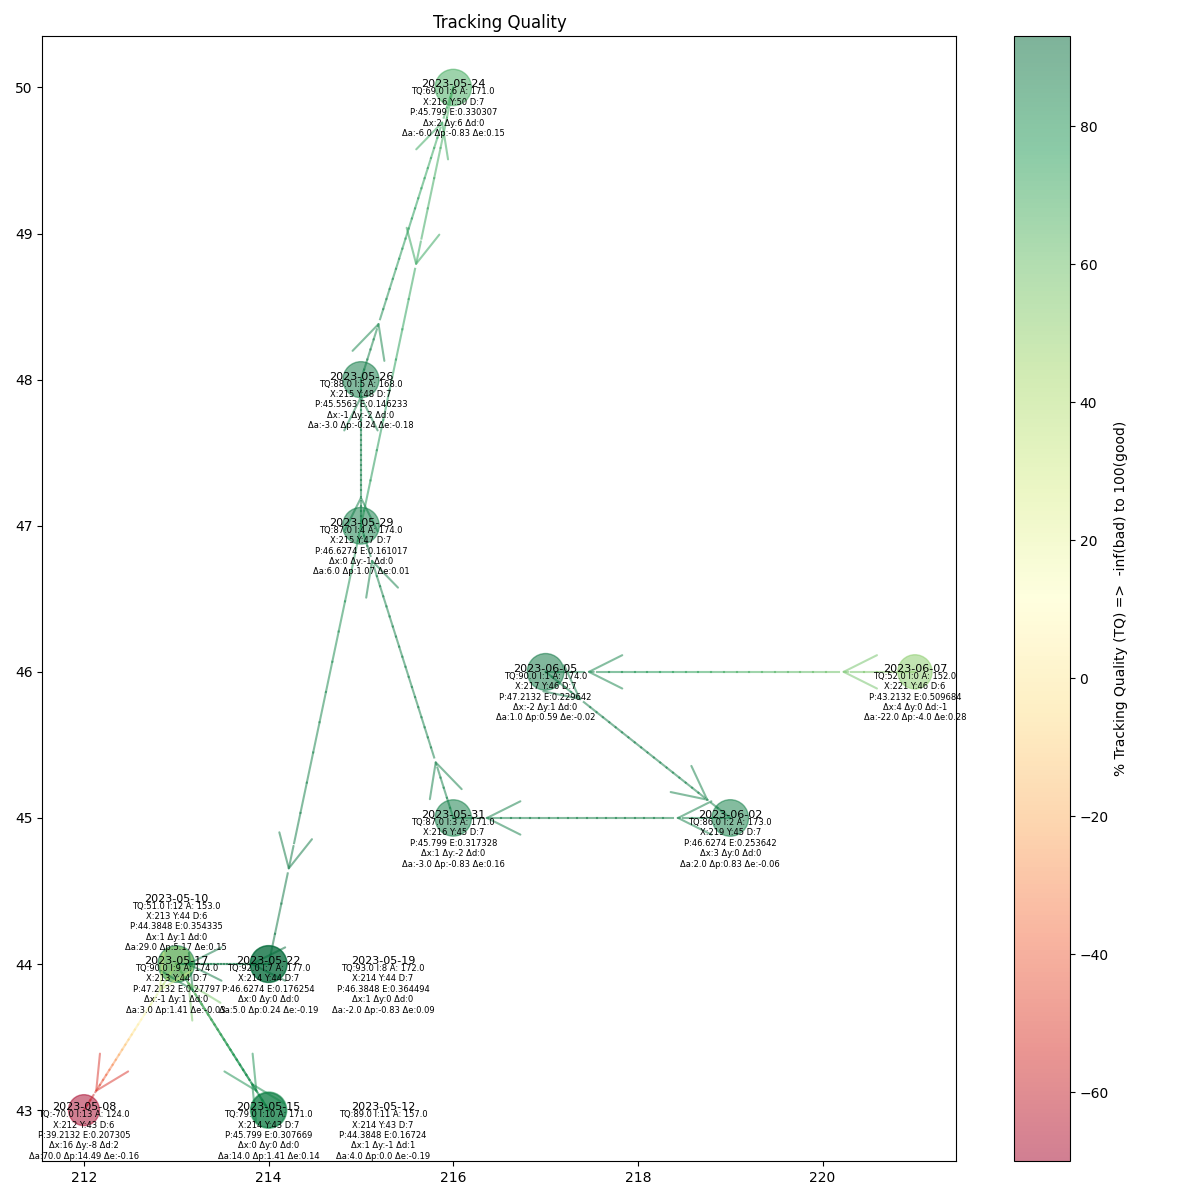 Tracking Quality
50
49
48
47
46
45
44
43
212
214
216
218
220
2023-05-24
TQ:69.0 I:6 A: 171.0
X:216 Y:50 D:7
P:45.799 E:0.330307
Δx:2 Δy:6 Δd:0
Δa:-6.0 Δp:-0.83 Δe:0.15
2023-05-26
TQ:88.0 I:5 A: 168.0
X:215 Y:48 D:7
P:45.5563 E:0.146233
Δx:-1 Δy:-2 Δd:0
Δa:-3.0 Δp:-0.24 Δe:-0.18
2023-05-29
TQ:87.0 I:4 A: 174.0
X:215 Y:47 D:7
P:46.6274 E:0.161017
Δx:0 Δy:-1 Δd:0
Δa:6.0 Δp:1.07 Δe:0.01
2023-06-05
TQ:90.0 I:1 A: 174.0
X:217 Y:46 D:7
P:47.2132 E:0.229642
Δx:-2 Δy:1 Δd:0
Δa:1.0 Δp:0.59 Δe:-0.02
2023-06-07
TQ:52.0 I:0 A: 152.0
X:221 Y:46 D:6
P:43.2132 E:0.509684
Δx:4 Δy:0 Δd:-1
Δa:-22.0 Δp:-4.0 Δe:0.28
2023-05-31
TQ:87.0 I:3 A: 171.0
X:216 Y:45 D:7
P:45.799 E:0.317328
Δx:1 Δy:-2 Δd:0
Δa:-3.0 Δp:-0.83 Δe:0.16
2023-06-02
TQ:86.0 I:2 A: 173.0
X:219 Y:45 D:7
P:46.6274 E:0.253642
Δx:3 Δy:0 Δd:0
Δa:2.0 Δp:0.83 Δe:-0.06
2023-05-10
TQ:51.0 I:12 A: 153.0
X:213 Y:44 D:6
P:44.3848 E:0.354335
Δx:1 Δy:1 Δd:0
Δa:29.0 Δp:5.17 Δe:0.15
2023-05-17
TQ:90.0 I:9 A: 174.0
X:213 Y:44 D:7
P:47.2132 E:0.27797
Δx:-1 Δy:1 Δd:0
Δa:3.0 Δp:1.41
2023-05-22
TQ:92.0 I:7 A: 177.0
X:214 Y:44 D:7
P:46.6274 E:0.176254
Δx:0 Δy:0 Δd:0
Δa:5.0 Δp:0.24 Δe:-0.19
2023-05-19
TQ:93.0 I:8 A: 172.0
X:214 Y:44 D:7
P:46.3848 E:0.364494
Δx:1 Δy:0 Δd:0
Δa:-2.0 Δp:-0.83 Δe:0.09
2023-05-08
TQ:-70.0 I:13 A: 124.0
X:212 Y:43 D:6
P:39.2132 E:0.207305
Δx:16 Δy:-8 Δd:2
Δa:70.0 Δp:14.49 Δe:-0.16
2023-05-15
TQ:79.0 I:10 A: 171.0
X:214 Y:43 D:7
P:45.799 E:0.307669
Δx:0 Δy:0 Δd:0
Δa:14.0 Δp:1.41 Δe:0.14
2023-05-12
TQ:89.0 I:11 A: 157.0
X:214 Y:43 D:7
P:44.3848 E:0.16724
Δx:1 Δy:-1 Δd:1
Δa:4.0 Δp:0.0 Δe:-0.19
80
60
40
20
0
−20
−40
−60
% Tracking Quality (TQ) => -inf(bad) to 100(good)